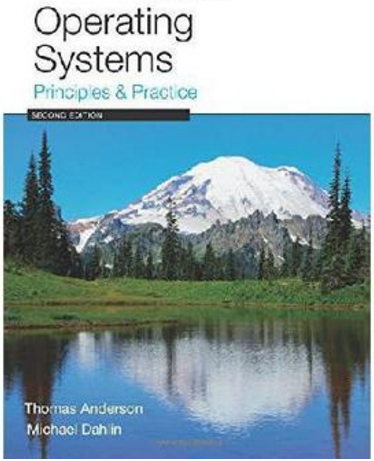 Operating
Systems
Principles & Practice
SECOND EDITION
Thomas Anderson
Michael Dahlin